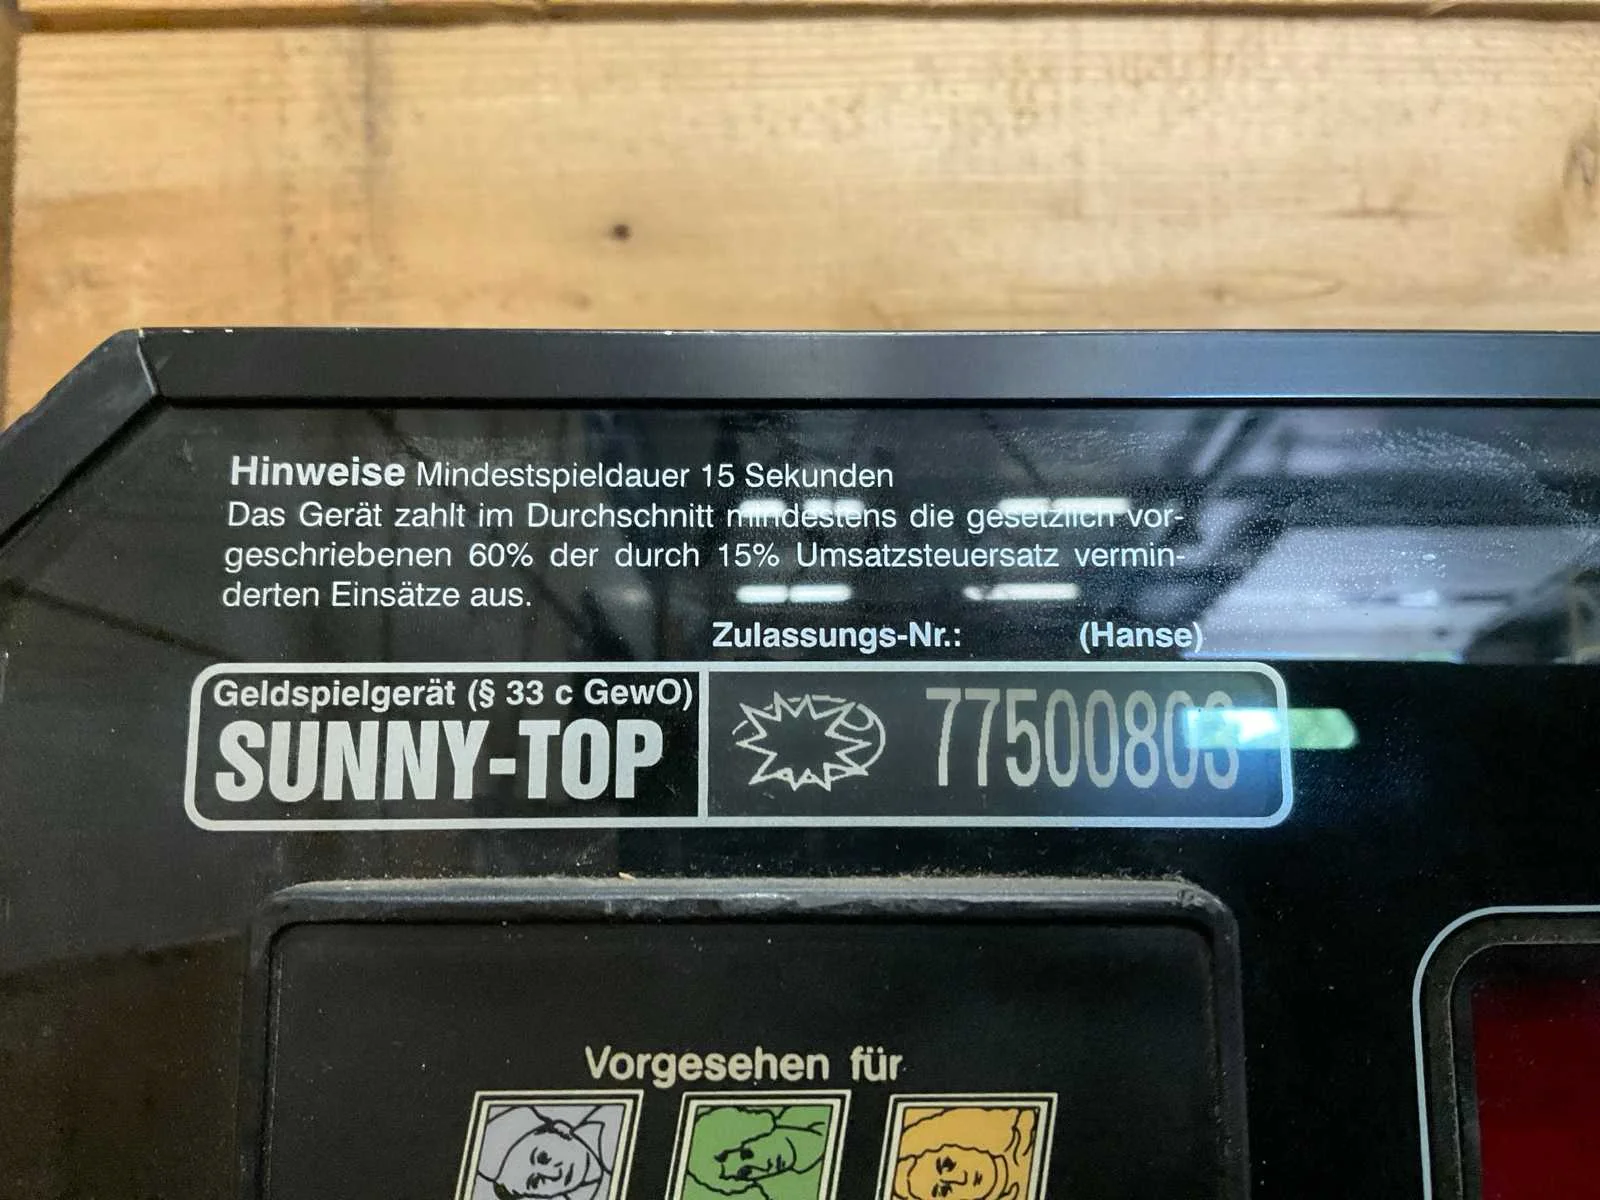 Hinweise Mindestspieldauer 15 Sekunden
Das Gerät zahlt im Durchschnitt mindestens die gesetzlich vor-
geschriebenen 60% der durch 15% Umsatzsteuersatz vermin-
derten Einsätze aus.
Zulassungs-Nr.: (Hanse)
Geldspielgerät (§ 33 c GewO)
SUNNY-TOP
77500803
Vorgesehen für